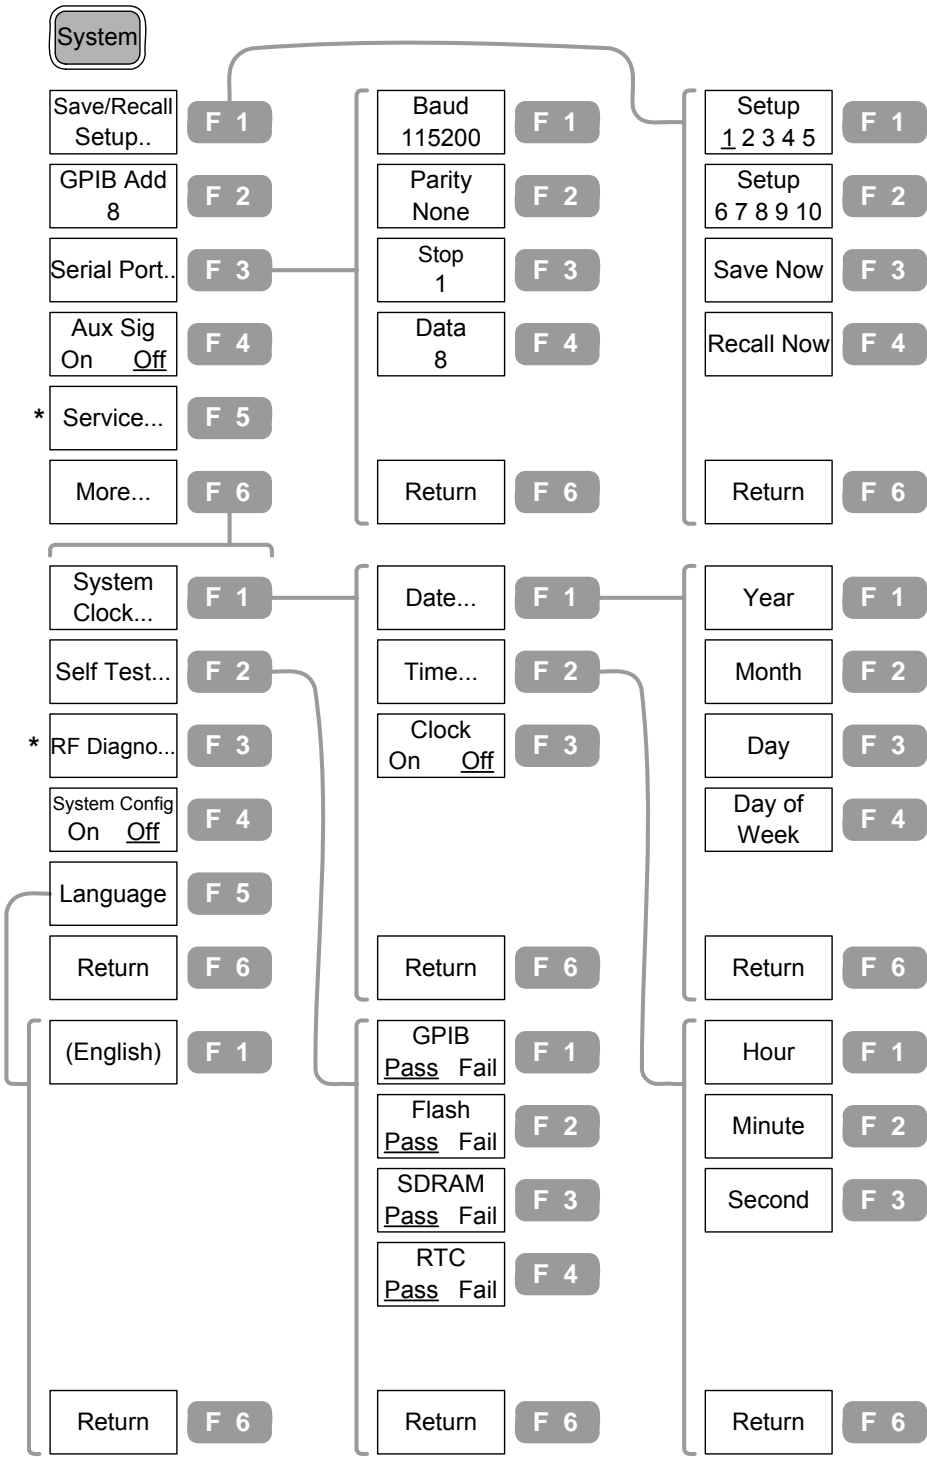 System
Save/Recall
Setup..
F 1
GPIB Add
8
F 2
Serial Port..
F 3
Aux Sig
On Off
F 4
* Service...
F 5
More...
F 6
Baud
115200
F 1
Parity
None
F 2
Stop
1
F 3
Data
8
F 4
Return
F 6
Setup
1 2 3 4 5
F 1
Setup
6 7 8 9 10
F 2
Save Now
F 3
Recall Now
F 4
Return
F 6
System
Clock...
F 1
Self Test...
F 2
* RF Diagno...
F 3
System Config
On Off
F 4
Language
F 5
Return
F 6
Date...
F 1
Time...
F 2
Clock
On Off
F 3
Return
F 6
Year
F 1
Month
F 2
Day
F 3
Day of
Week
F 4
Return
F 6
(English)
F 1
Return
F 6
GPIB
Pass Fail
F 1
Flash
Pass Fail
F 2
SDRAM
Pass Fail
F 3
RTC
Pass Fail
F 4
Return
F 6
Hour
F 1
Minute
F 2
Second
F 3
Return
F 6